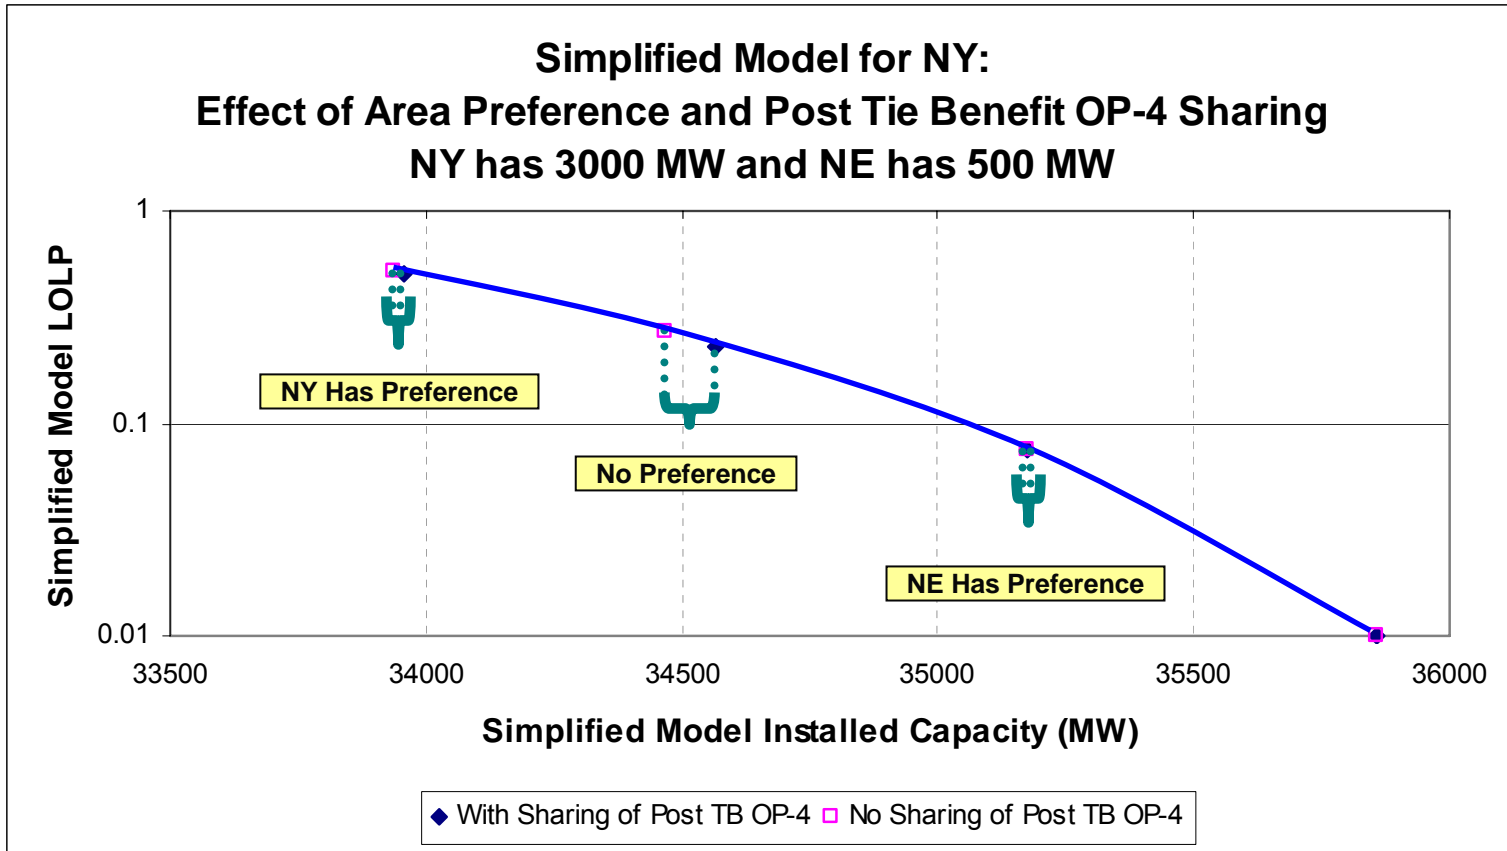 Simplified Model for NY:
Effect of Area Preference and Post Tie Benefit OP-4 Sharing
NY has 3000 MW and NE has 500 MW
Simplified Model LOLP
1
0.1
0.01
NY Has Preference
No Preference
NE Has Preference
33500 34000 34500 35000 35500 36000
Simplified Model Installed Capacity (MW)
With Sharing of Post TB OP-4 No Sharing of Post TB OP-4